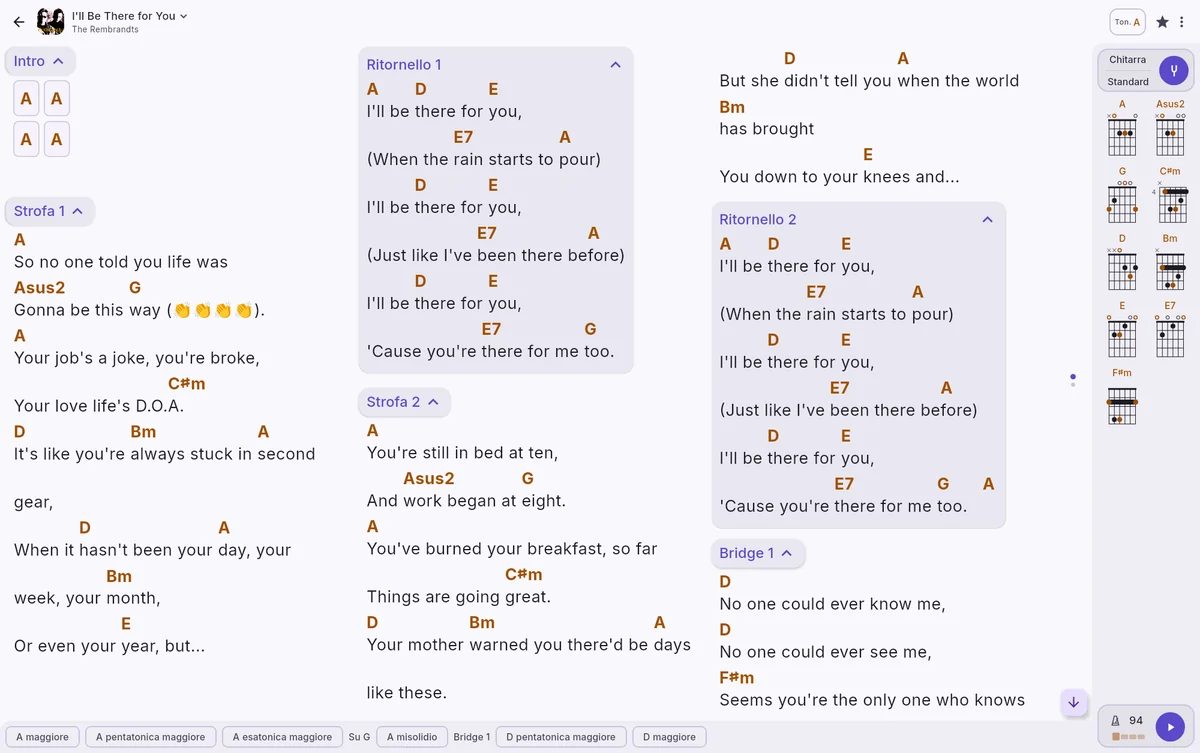 I'll Be There for You
The Rembrandts
Ton. A
Intro
A A
A A
Strofa 1
A
So no one told you life was
Asus2 G
Gonna be this way (👏👏👏👏).
A
Your job's a joke, you're broke,
C#m
Your love life's D.O.A.
D Bm A
It's like you're always stuck in second
gear,
D A
When it hasn't been your day, your
Bm
week, your month,
E
Or even your year, but...
Ritornello 1
A D E
I'll be there for you,
E7 A
(When the rain starts to pour)
D E
I'll be there for you,
E7 A
(Just like I've been there before)
D E
I'll be there for you,
E7 G
'Cause you're there for me too.
Strofa 2
A
You're still in bed at ten,
Asus2 G
And work began at eight.
A
You've burned your breakfast, so far
C#m
Things are going great.
D Bm A
Your mother warned you there'd be days
like these.
D A
But she didn't tell you when the world
Bm
has brought
E
You down to your knees and...
Ritornello 2
A D E
I'll be there for you,
E7 A
(When the rain starts to pour)
D E
I'll be there for you,
E7 A
(Just like I've been there before)
D E
I'll be there for you,
E7 G A
'Cause you're there for me too.
Bridge 1
D
No one could ever know me,
D
No one could ever see me,
F#m
Seems you're the only one who knows
Chitarra
Standard
A Asus2
G C#m
4
D Bm
E E7
F#m
94
A maggiore A pentatonica maggiore A esatonica maggiore Su G A misolidio Bridge 1 D pentatonica maggiore D maggiore